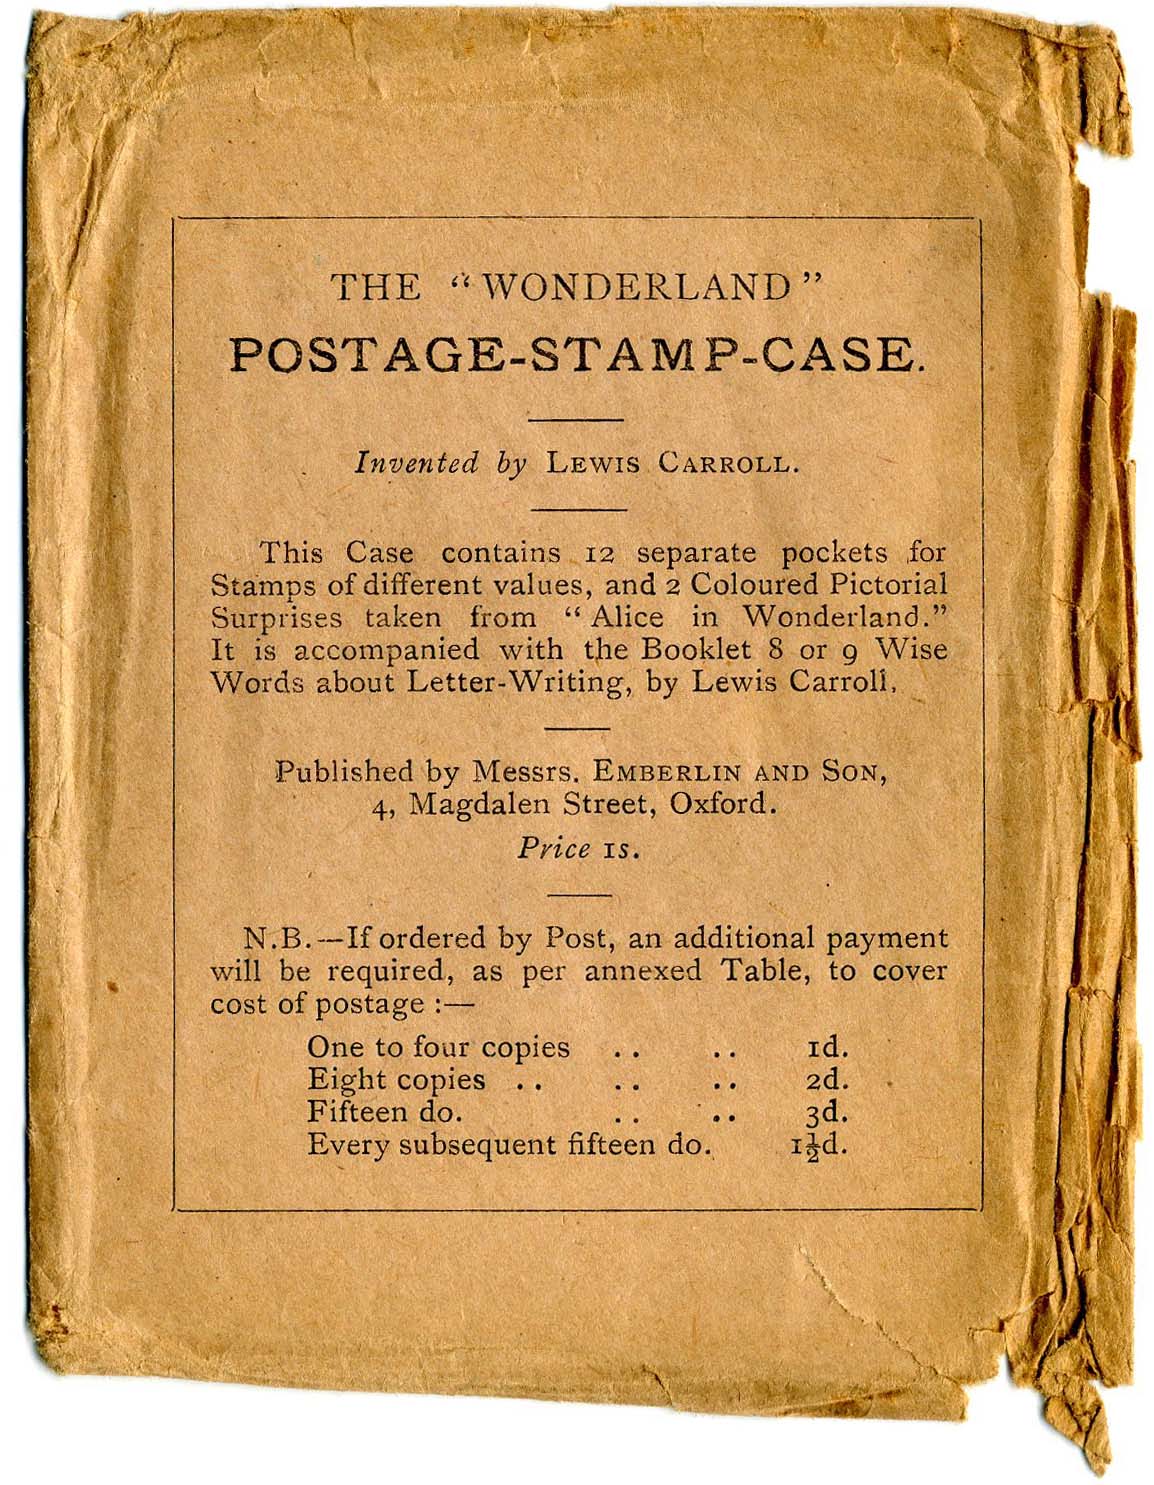 THE "WONDERLAND"
POSTAGE-STAMP-CASE.
Invented by LEWIS CARROLL.
This Case contains 12 separate pockets for
Stamps of different values, and 2 Coloured Pictorial
Surprises taken from "Alice in Wonderland."
It is accompanied with the Booklet 8 or 9 Wise
Words about Letter-Writing, by Lewis Carroll.
Published by Messrs. EMBERLIN AND SON,
4, Magdalen Street, Oxford.
Price 1s.
N.B.—If ordered by Post, an additional payment
will be required, as per annexed Table, to cover
cost of postage :—
One to four copies .. .. 1d.
Eight copies .. .. .. 2d.
Fifteen do. .. .. 3d.
Every subsequent fifteen do. 1½d.